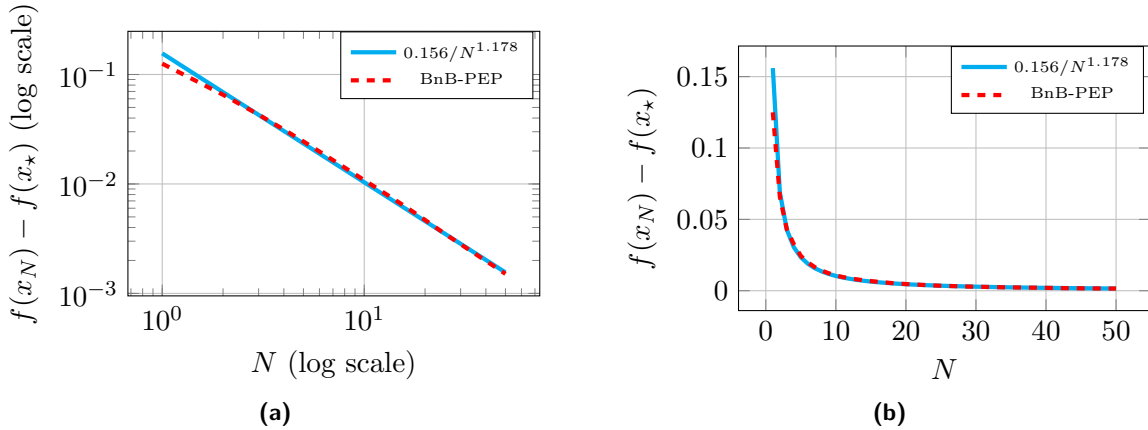 f(x_N) − f(x_⋆) (log scale)
10^{-1}
10^{-2}
10^{-3}
10^0
10^1
N (log scale)
0.156/N^{1.178}
BnB-PEP
(a)
f(x_N) − f(x_⋆)
0.15
0.1
0.05
0
0
10
20
30
40
50
N
0.156/N^{1.178}
BnB-PEP
(b)